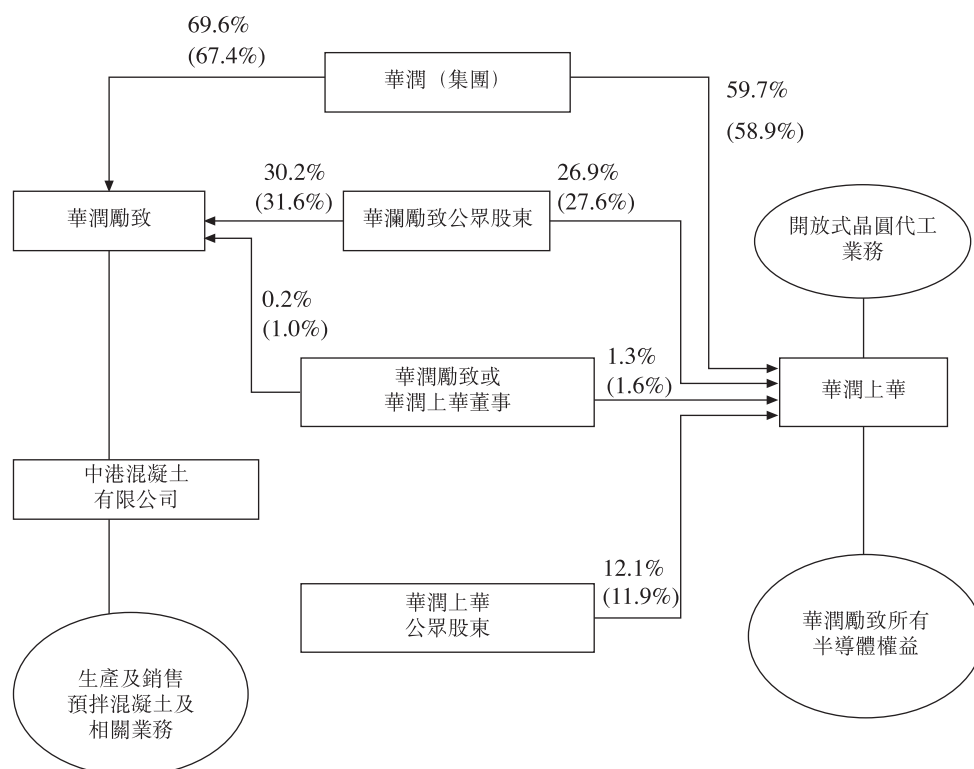 69.6%
(67.4%)
華潤（集團）
59.7%
(58.9%)
30.2%
(31.6%)
26.9%
(27.6%)
華潤勵致
華瀾勵致公眾股東
開放式晶圓代工
業務
0.2%
(1.0%)
華潤勵致或
華潤上華董事
1.3%
(1.6%)
華潤上華
中港混凝土
有限公司
12.1%
(11.9%)
華潤上華
公眾股東
華潤勵致所有
半導體權益
生產及銷售
預拌混凝土及
相關業務